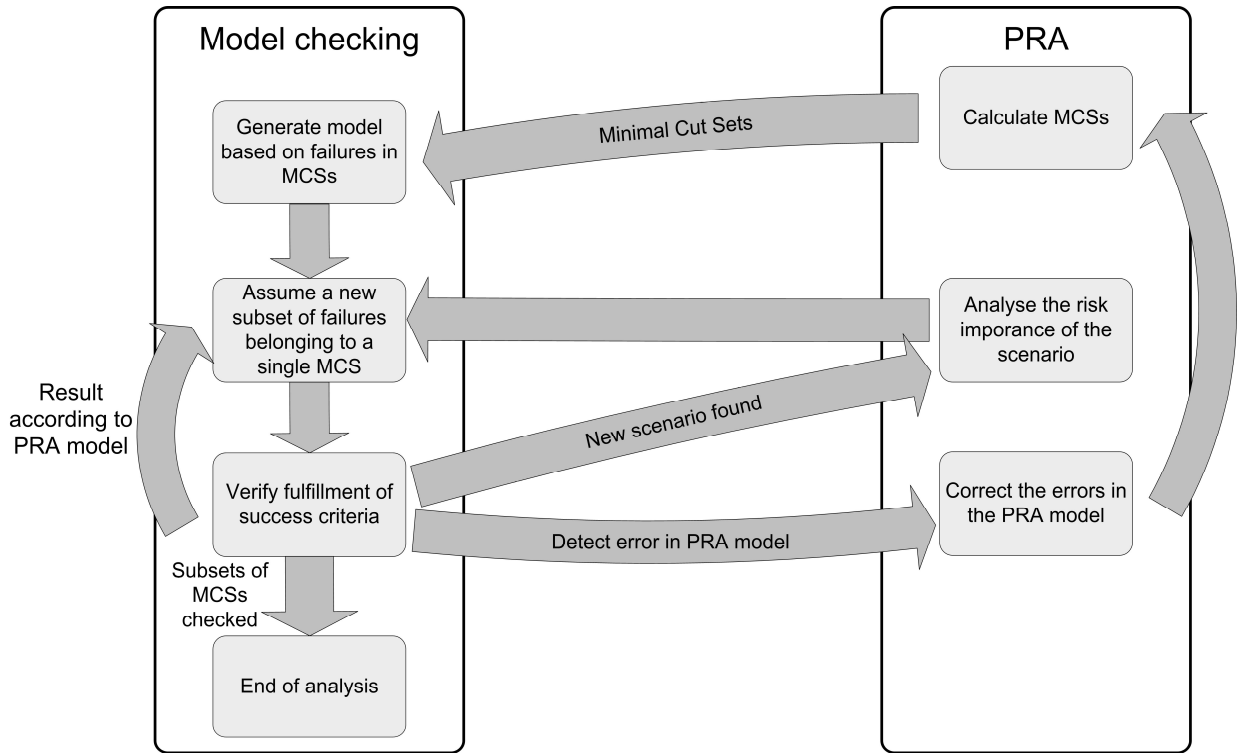 Model checking
PRA
Generate model
based on failures in
MCSs
Minimal Cut Sets
Calculate MCSs
Assume a new
subset of failures
belonging to a
single MCS
Analyse the risk
imporance of the
scenario
Result
according to
PRA model
New scenario found
Verify fulfillment of
success criteria
Correct the errors in
the PRA model
Detect error in PRA model
Subsets of
MCSs
checked
End of analysis